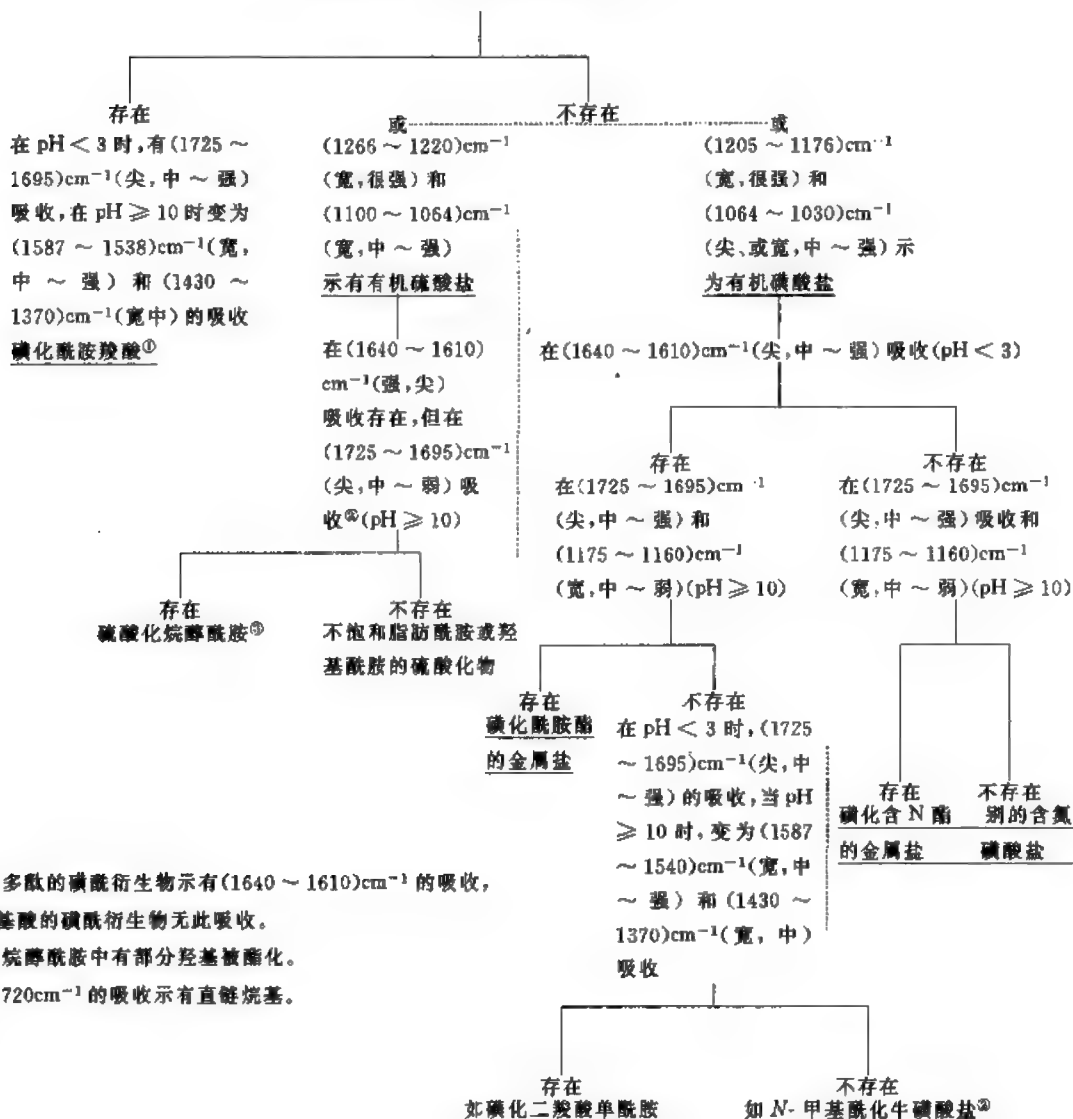 存在
在 pH < 3 时,有(1725 ~
1695)cm⁻¹(尖,中 ~ 强)
吸收,在 pH ⩾ 10 时变为
(1587 ~ 1538)cm⁻¹(宽,
中 ~ 强) 和 (1430 ~
1370)cm⁻¹(宽中) 的吸收
磺化酰胺羧酸①
不存在
或
(1266 ~ 1220)cm⁻¹
(宽,很强) 和
(1100 ~ 1064)cm⁻¹
(宽,中 ~ 强)
示有有机硫酸盐
在(1640 ~ 1610)
cm⁻¹(强,尖)
吸收存在,但在
(1725 ~ 1695)cm⁻¹
(尖,中 ~ 弱) 吸
收②(pH ⩾ 10)
存在
硫酸化烷醇酰胺③
不存在
不饱和脂肪酰胺或羟
基酰胺的硫酸化物
或
(1205 ~ 1176)cm⁻¹
(宽,很强) 和
(1064 ~ 1030)cm⁻¹
(尖、或宽,中 ~ 强) 示
为有机磺酸盐
在(1640 ~ 1610)cm⁻¹(尖,中 ~ 强) 吸收(pH < 3)
存在
在(1725 ~ 1695)cm⁻¹
(尖,中 ~ 强) 和
(1175 ~ 1160)cm⁻¹
(宽,中 ~ 弱)(pH ⩾ 10)
不存在
在(1725 ~ 1695)cm⁻¹
(尖,中 ~ 强) 吸收和
(1175 ~ 1160)cm⁻¹
(宽,中 ~ 弱)(pH ⩾ 10)
存在
磺化酰胺酯
的金属盐
不存在
在 pH < 3 时,(1725
~ 1695)cm⁻¹(尖,中
~ 强) 的吸收,当 pH
⩾ 10 时,变为(1587
~ 1540)cm⁻¹(宽,中
~ 强) 和 (1430 ~
1370)cm⁻¹(宽, 中)
吸收
存在
磺化含 N 酯
的金属盐
不存在
别的含氮
磺酸盐
存在
如磺化二羧酸单酰胺
不存在
如 N- 甲基酰化牛磺酸盐②
多酞的磺酰衍生物示有(1640 ~ 1610)cm⁻¹ 的吸收,
基酸的磺酰衍生物无此吸收。
烷醇酰胺中有部分羟基被酯化。
720cm⁻¹ 的吸收示有直链烷基。